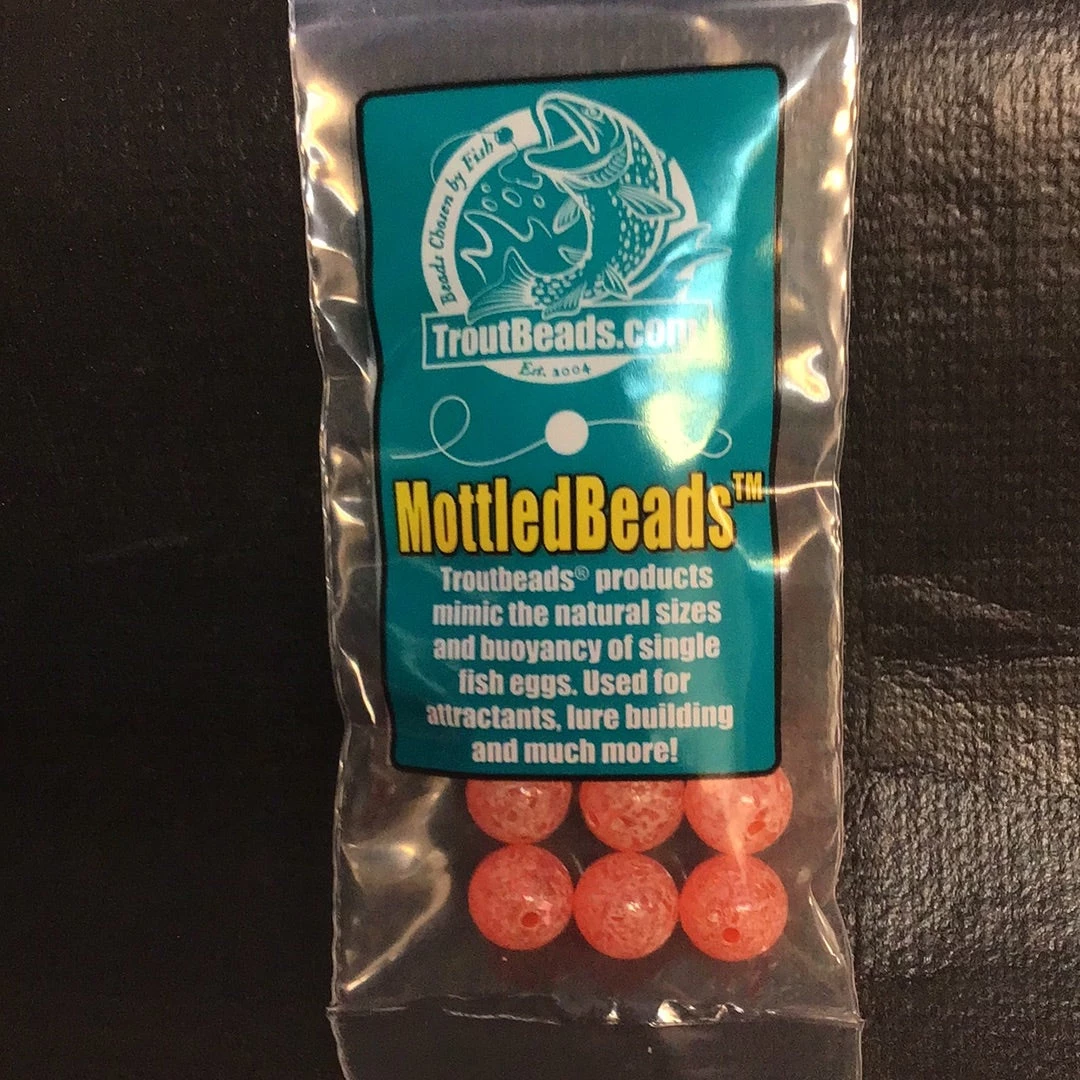 Beads Chosen by Fish
TroutBeads.com
Est. 2004
MottledBeads™
Troutbeads® products
mimic the natural sizes
and buoyancy of single
fish eggs. Used for
attractants, lure building
and much more!